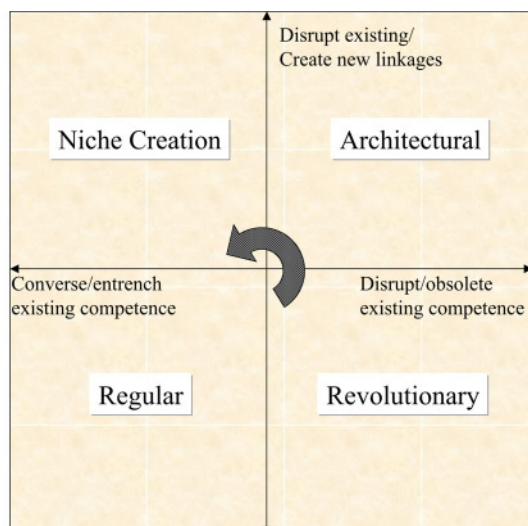 Disrupt existing/
Create new linkages
Niche Creation
Architectural
Converse/entrench
existing competence
Disrupt/obsolete
existing competence
Regular
Revolutionary